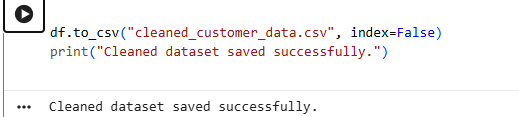 df.to_csv("cleaned_customer_data.csv", index=False)
print("Cleaned dataset saved successfully.")
Cleaned dataset saved successfully.